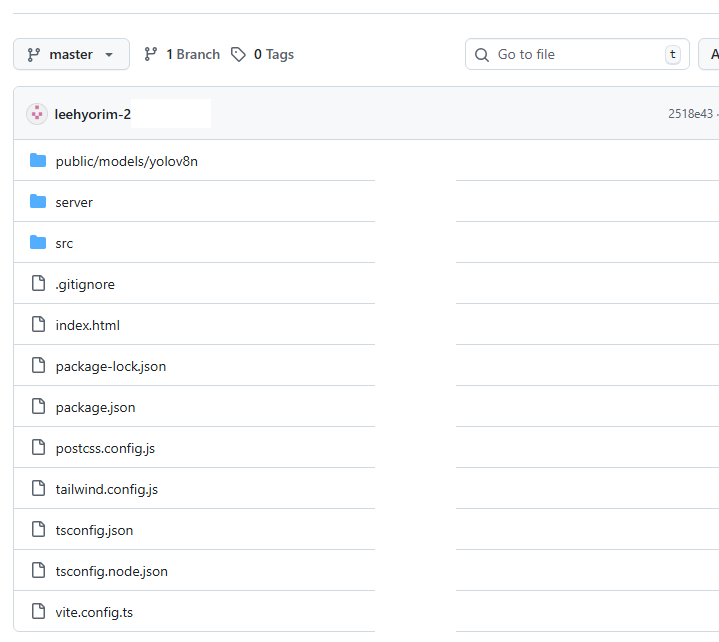 master 1 Branch 0 Tags Go to file t A
leehyorim-2 2518e43
public/models/yolov8n
server
src
.gitignore
index.html
package-lock.json
package.json
postcss.config.js
tailwind.config.js
tsconfig.json
tsconfig.node.json
vite.config.ts